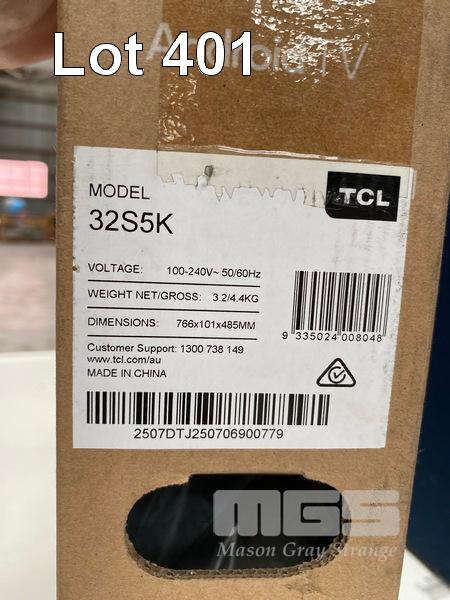 Lot 401
Android TV
TCL
MODEL
32S5K
VOLTAGE: 100-240V~ 50/60Hz
WEIGHT NET/GROSS: 3.2/4.4KG
DIMENSIONS: 766x101x485MM
Customer Support: 1300 738 149
www.tcl.com/au
MADE IN CHINA
9 335024 008048
2507DTJ250706900779
MGS
Mason Gray Strange